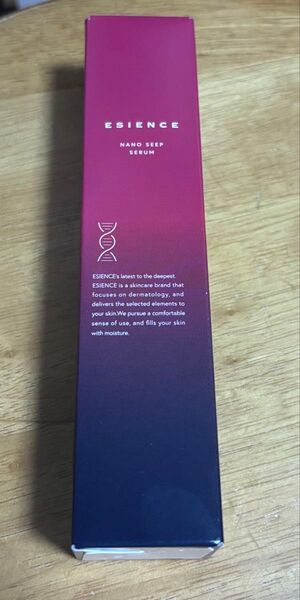 ESIENCE
NANO SEEP
SERUM
ESIENCE's latest to the deepest.
ESIENCE is a skincare brand that
focuses on dermatology, and
delivers the selected elements to
your skin.We pursue a comfortable
sense of use, and fills your skin
with moisture.